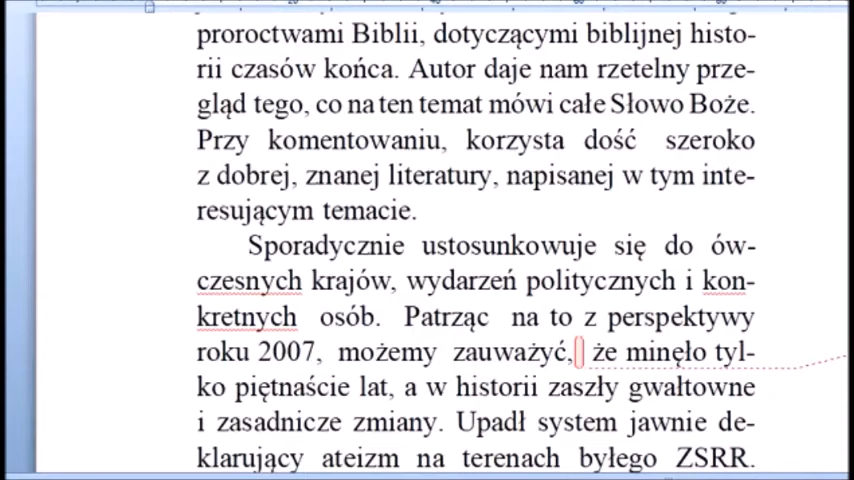 proroctwami Biblii, dotyczącymi biblijnej histo-
rii czasów końca. Autor daje nam rzetelny prze-
gląd tego, co na ten temat mówi całe Słowo Boże.
Przy komentowaniu, korzysta dość szeroko
z dobrej, znanej literatury, napisanej w tym inte-
resującym temacie.
Sporadycznie ustosunkowuje się do ów-
czesnych krajów, wydarzeń politycznych i kon-
kretnych osób. Patrząc na to z perspektywy
roku 2007, możemy zauważyć, że minęło tyl-
ko piętnaście lat, a w historii zaszły gwałtowne
i zasadnicze zmiany. Upadł system jawnie de-
klarujący ateizm na terenach byłego ZSRR.